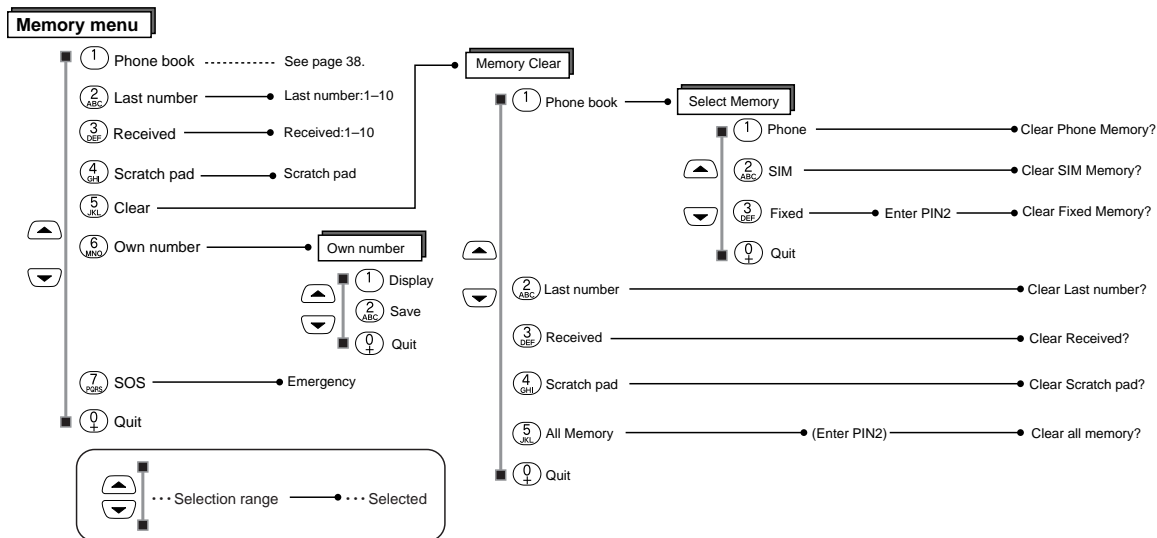 Memory menu
1 Phone book See page 38.
2 ABC Last number Last number:1–10
3 DEF Received Received:1–10
4 GHI Scratch pad Scratch pad
5 JKL Clear
6 MNO Own number Own number
1 Display
2 ABC Save
0 + Quit
7 PQRS SOS Emergency
0 + Quit
Memory Clear
1 Phone book Select Memory
1 Phone Clear Phone Memory?
2 ABC SIM Clear SIM Memory?
3 DEF Fixed Enter PIN2 Clear Fixed Memory?
0 + Quit
2 ABC Last number Clear Last number?
3 DEF Received Clear Received?
4 GHI Scratch pad Clear Scratch pad?
5 JKL All Memory (Enter PIN2) Clear all memory?
0 + Quit
···Selection range ···Selected